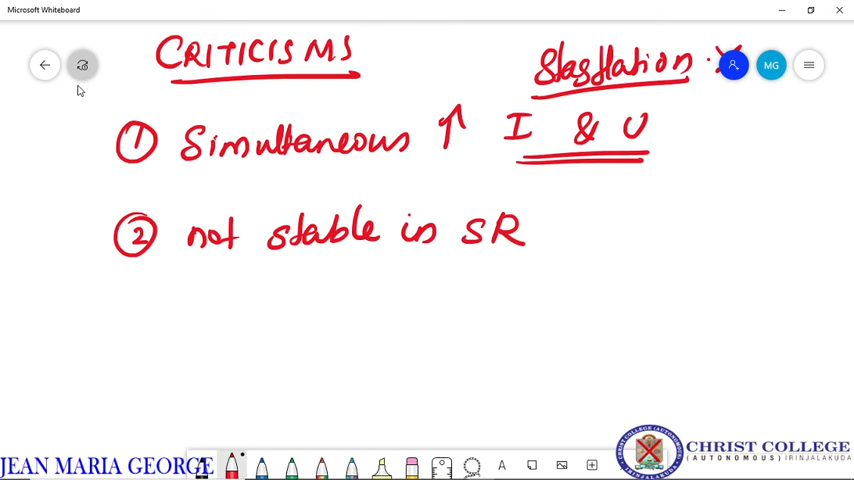 Microsoft Whiteboard
CRITICISMS
Stagflation
MG
① Simultaneous ↑ I & U
② not stable in SR
JEAN MARIA GEORGE
A
CHRIST COLLEGE
(AUTONOMOUS) IRINJALAKUDA